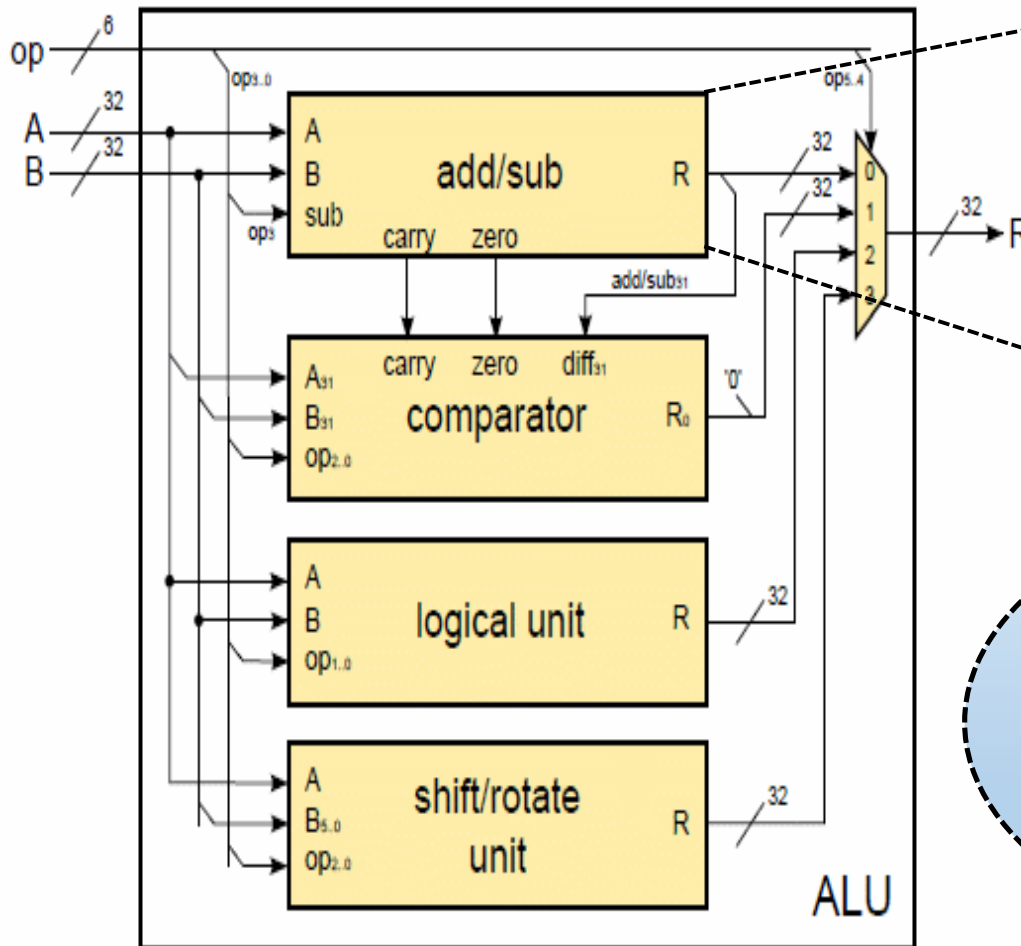 op 6
op3..0
op5..4
A 32
B 32
A
B
sub
op3
add/sub
R
carry zero
32
32
0
1
2
3
32
R
add/sub31
carry zero diff31
A31
B31
op2..0
comparator
R0
'0'
A
B
op1..0
logical unit
R
32
A
B5..0
op2..0
shift/rotate
unit
R
32
ALU